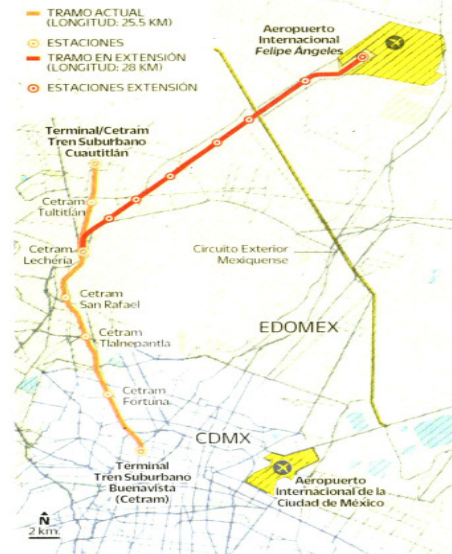 TRAMO ACTUAL
(LONGITUD: 25.5 KM)
ESTACIONES
TRAMO EN EXTENSIÓN
(LONGITUD: 28 KM)
ESTACIONES EXTENSIÓN
Aeropuerto
Internacional
Felipe Ángeles
Terminal/Cetram
Tren Suburbano
Cuautitlán
Cetram
Tultitlán
Cetram
Lechería
Circuito Exterior
Mexiquense
Cetram
San Rafael
EDOMEX
Cetram
Tlalnepantla
Cetram
Fortuna
CDMX
Terminal
Tren Suburbano
Buenavista
(Cetram)
Aeropuerto
Internacional de la
Ciudad de México
N
2 km